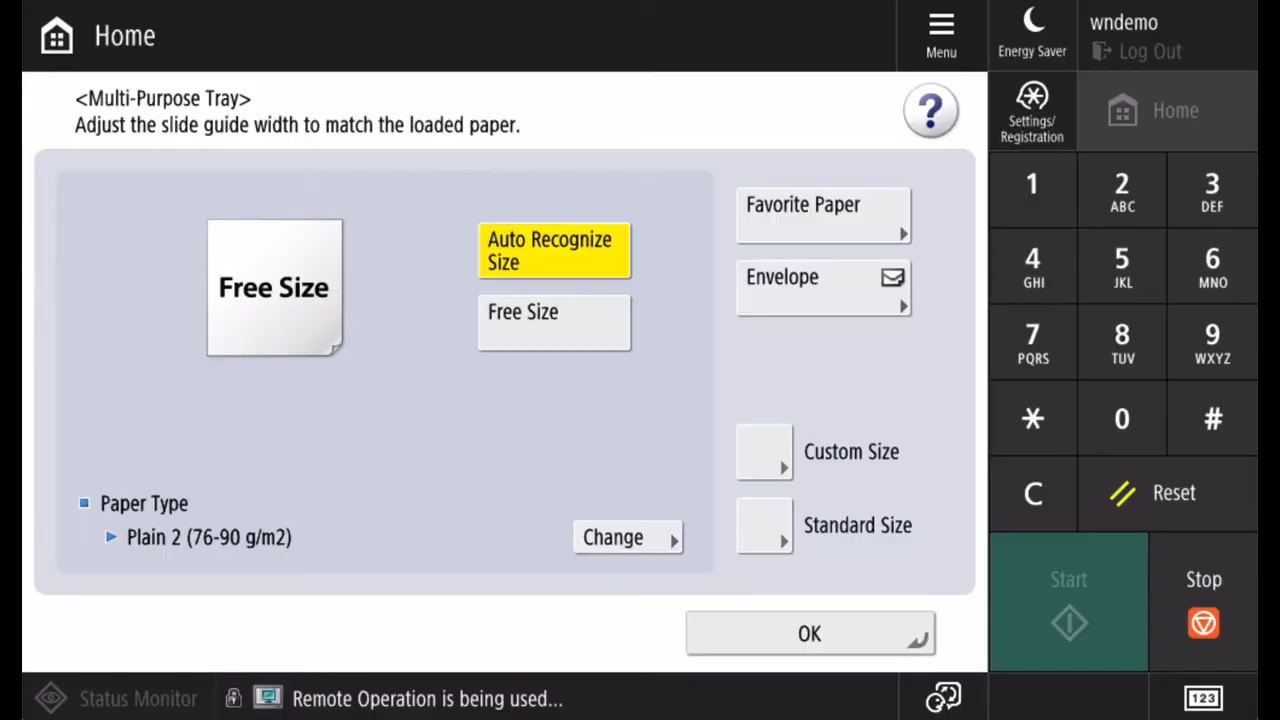 Home
Menu
Energy Saver
wndemo
Log Out
<Multi-Purpose Tray>
Adjust the slide guide width to match the loaded paper.
?
Settings/
Registration
Home
Free Size
Auto Recognize
Size
Free Size
Favorite Paper
Envelope
Custom Size
Standard Size
Paper Type
Plain 2 (76-90 g/m2)
Change
OK
1
2
ABC
3
DEF
4
GHI
5
JKL
6
MNO
7
PQRS
8
TUV
9
WXYZ
*
0
#
C
Reset
Start
Stop
Status Monitor
Remote Operation is being used...
123